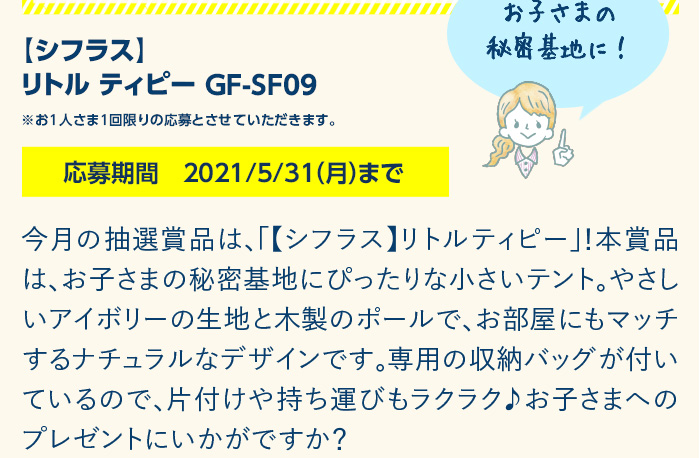 お子さまの
秘密基地に!
【シフラス】
リトル ティピー GF-SF09
※お1人さま1回限りの応募とさせていただきます。
応募期間　2021/5/31(月)まで
今月の抽選賞品は、「【シフラス】リトルティピー」!本賞品
は、お子さまの秘密基地にぴったりな小さいテント。やさし
いアイボリーの生地と木製のポールで、お部屋にもマッチ
するナチュラルなデザインです。専用の収納バッグが付い
ているので、片付けや持ち運びもラクラク♪お子さまへの
プレゼントにいかがですか?